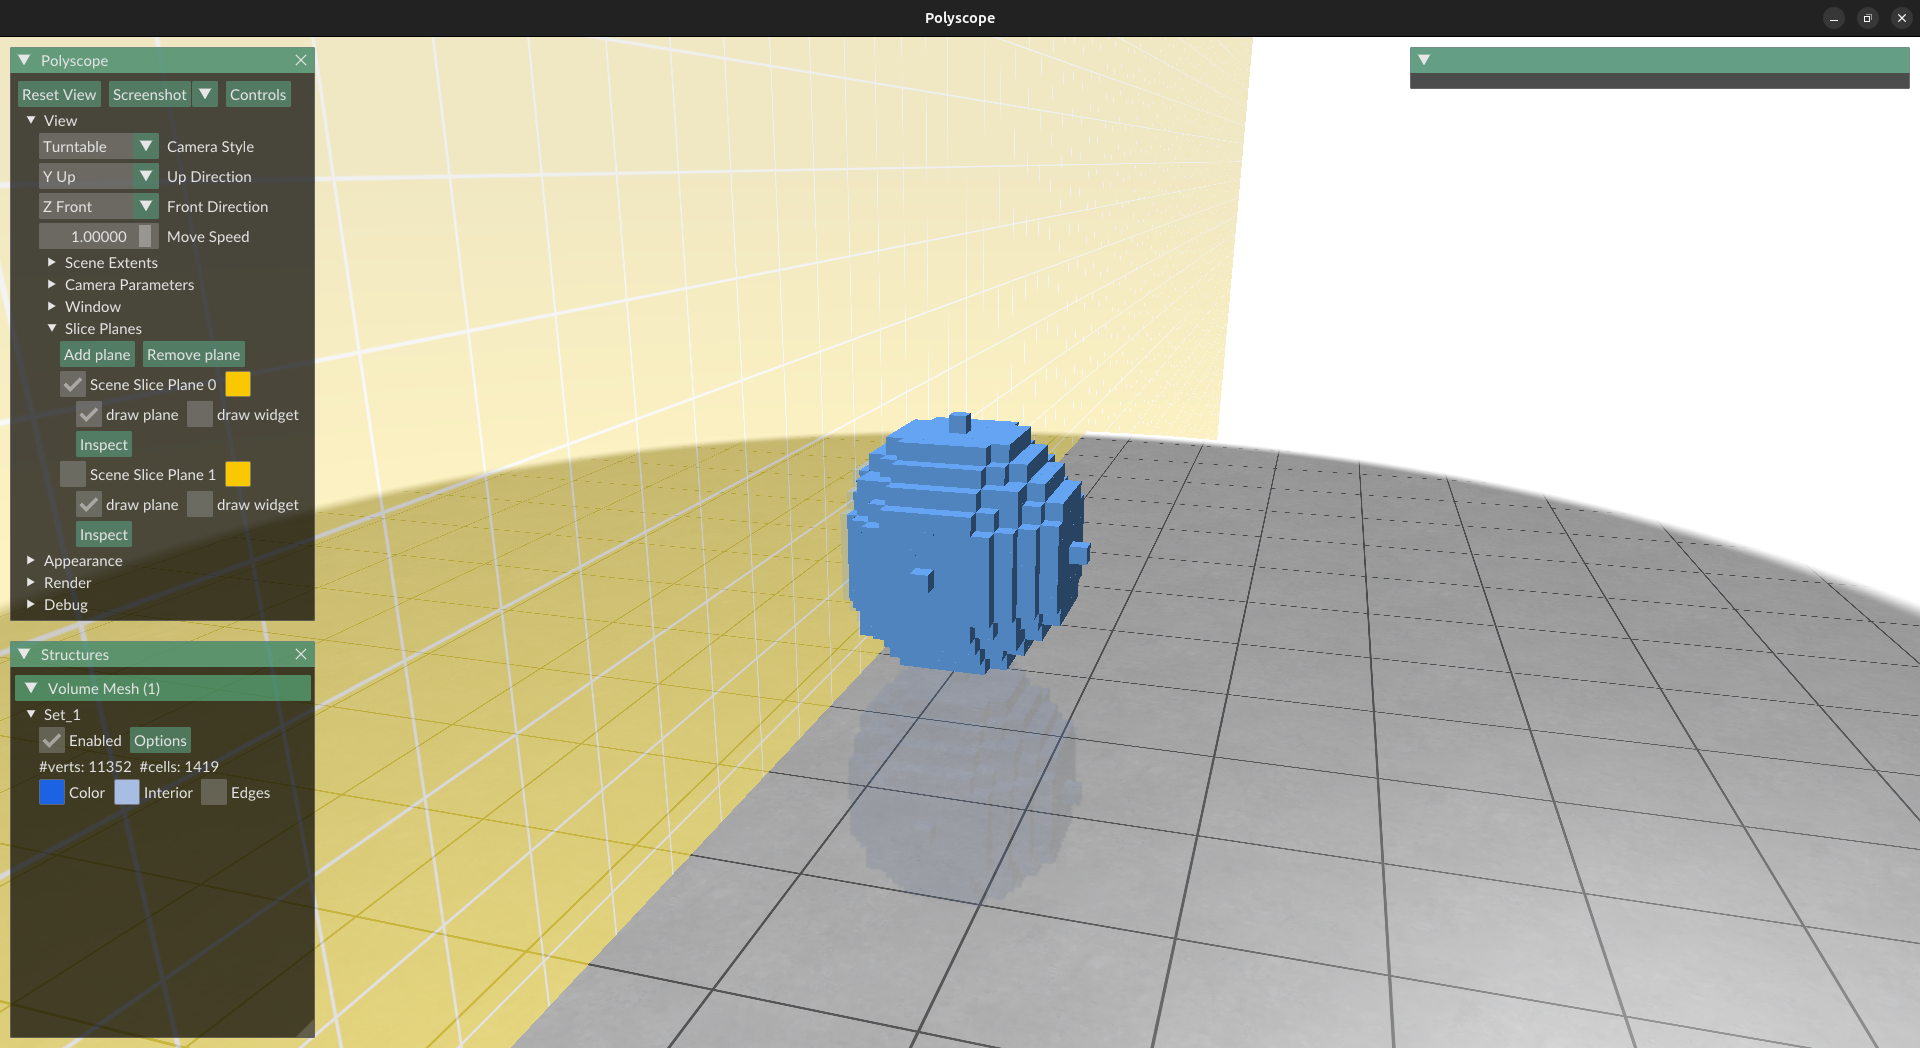 Polyscope
Polyscope
Reset View Screenshot Controls
View
Turntable Camera Style
Y Up Up Direction
Z Front Front Direction
1.00000 Move Speed
Scene Extents
Camera Parameters
Window
Slice Planes
Add plane Remove plane
Scene Slice Plane 0
draw plane draw widget
Inspect
Scene Slice Plane 1
draw plane draw widget
Inspect
Appearance
Render
Debug
Structures
Volume Mesh (1)
Set_1
Enabled Options
#verts: 11352 #cells: 1419
Color Interior Edges